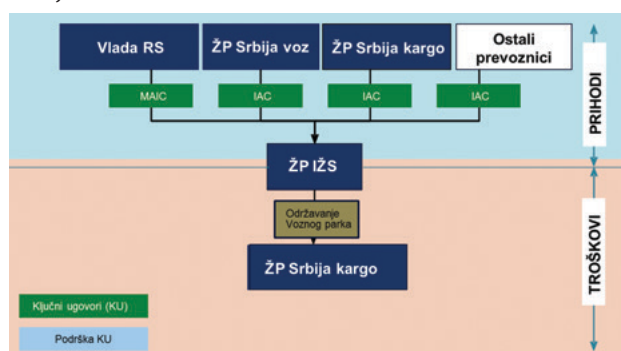 Vlada RS
ŽP Srbija voz
ŽP Srbija kargo
Ostali
prevoznici
MAIC
IAC
IAC
IAC
PRIHODI
ŽP IŽS
Održavanje
Voznog parka
ŽP Srbija kargo
TROŠKOVI
Ključni ugovori (KU)
Podrška KU